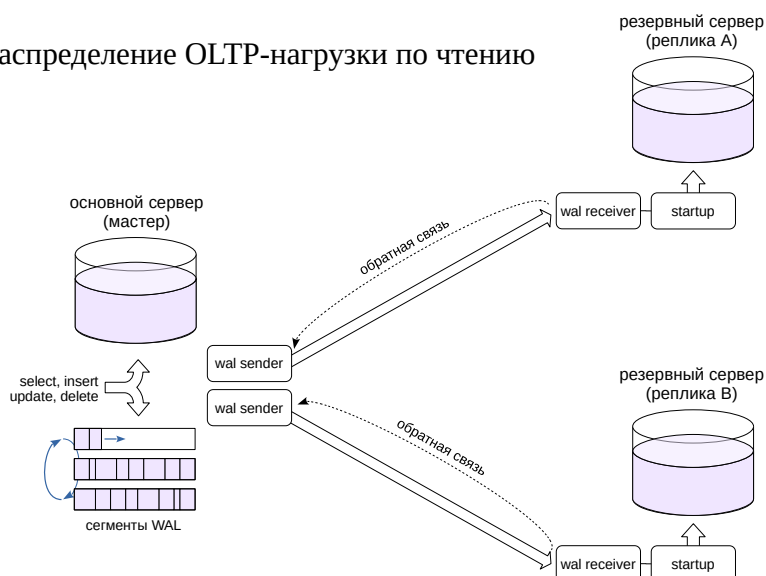 аспределение OLTP-нагрузки по чтению
резервный сервер
(реплика A)
wal receiver
startup
обратная связь
основной сервер
(мастер)
wal sender
select, insert
update, delete
wal sender
резервный сервер
(реплика B)
обратная связь
сегменты WAL
wal receiver
startup